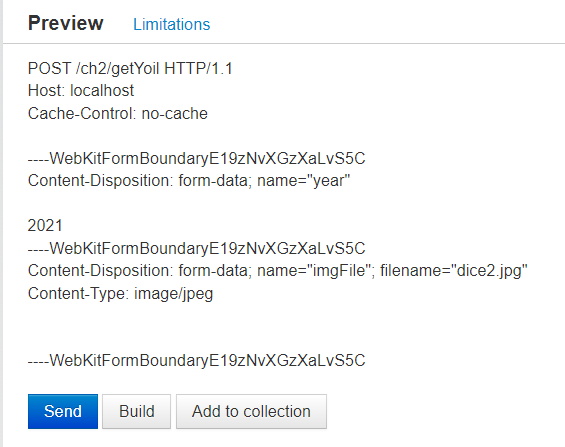 Preview Limitations
POST /ch2/getYoil HTTP/1.1
Host: localhost
Cache-Control: no-cache
----WebKitFormBoundaryE19zNvXGzXaLvS5C
Content-Disposition: form-data; name="year"
2021
----WebKitFormBoundaryE19zNvXGzXaLvS5C
Content-Disposition: form-data; name="imgFile"; filename="dice2.jpg"
Content-Type: image/jpeg
----WebKitFormBoundaryE19zNvXGzXaLvS5C
Send Build Add to collection